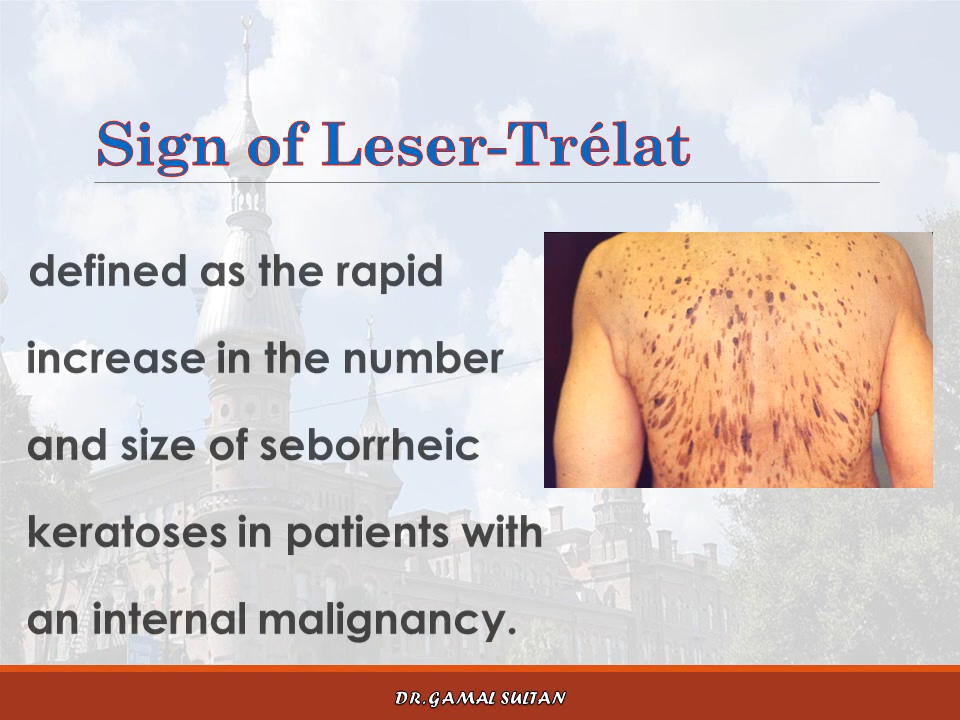 Sign of Leser-Trélat
defined as the rapid
increase in the number
and size of seborrheic
keratoses in patients with
an internal malignancy.
DR.GAMAL SULTAN